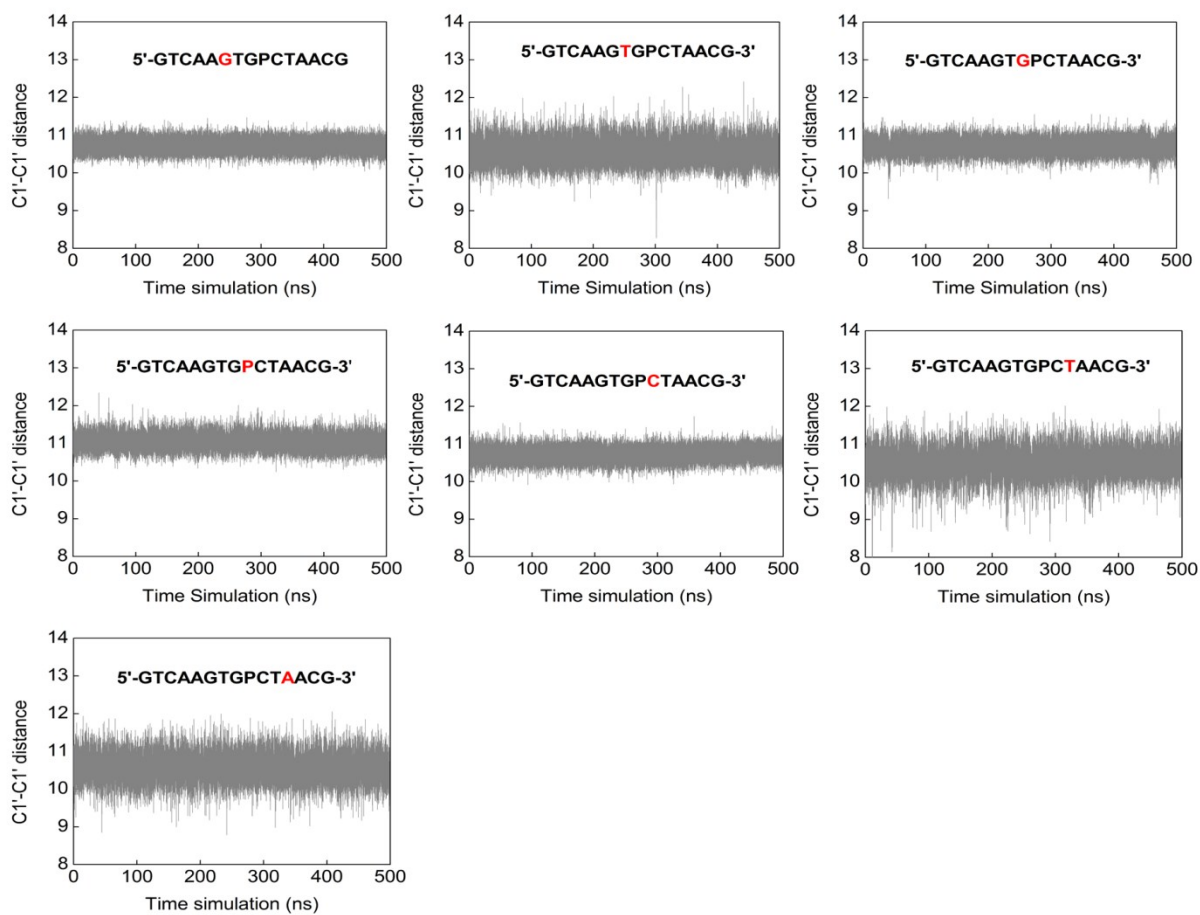 14
13
12
11
10
9
8
C1'-C1' distance
5'-GTCAAGTGPCTAACG
0 100 200 300 400 500
Time simulation (ns)
14
13
12
11
10
9
8
C1'-C1' distance
5'-GTCAAGTGPCTAACG-3'
0 100 200 300 400 500
Time Simulation (ns)
14
13
12
11
10
9
8
C1'-C1' distance
5'-GTCAAGTGPCTAACG-3'
0 100 200 300 400 500
Time Simulation (ns)
14
13
12
11
10
9
8
C1'-C1' distance
5'-GTCAAGTGPCTAACG-3'
0 100 200 300 400 500
Time Simulation (ns)
14
13
12
11
10
9
8
C1'-C1' distance
5'-GTCAAGTGPCTAACG-3'
0 100 200 300 400 500
Time Simulation (ns)
14
13
12
11
10
9
8
C1'-C1' distance
5'-GTCAAGTGPCTAACG-3'
0 100 200 300 400 500
Time Simulation (ns)
14
13
12
11
10
9
8
C1'-C1' distance
5'-GTCAAGTGPCTAACG-3'
0 100 200 300 400 500
Time simulation (ns)